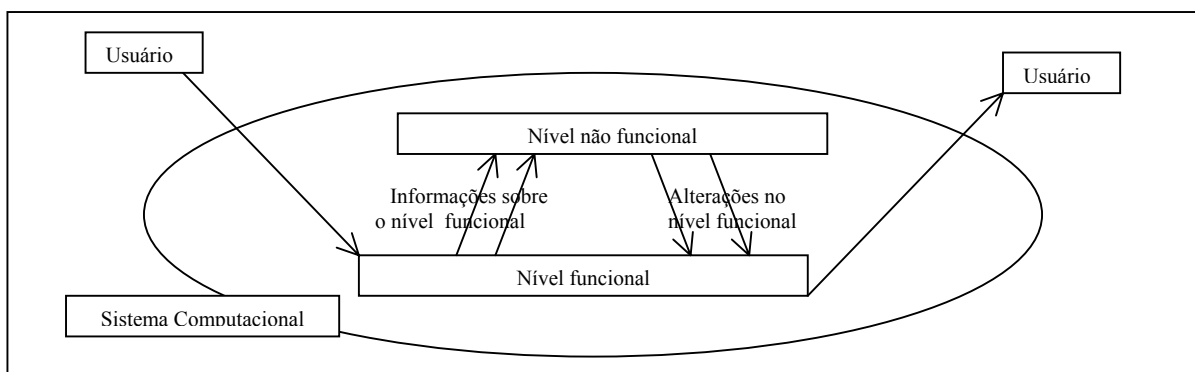 Usuário
Usuário
Nível não funcional
Informações sobre
o nível funcional
Alterações no
nível funcional
Nível funcional
Sistema Computacional